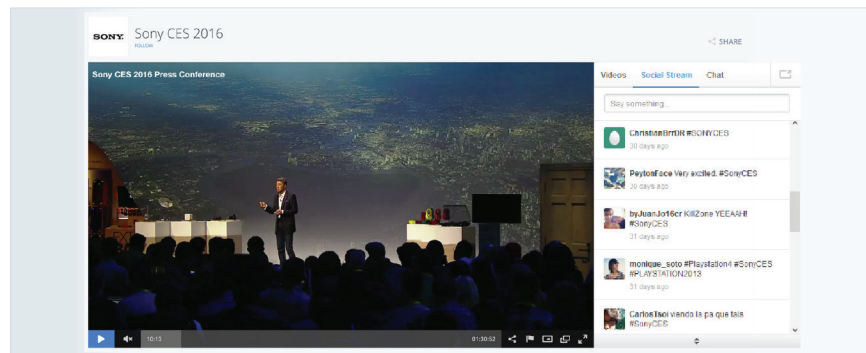 SONY
Sony CES 2016
FOLLOW
SHARE
Sony CES 2016 Press Conference
Videos Social Stream Chat
Say something...
ChristianBrrDR #SONYCES
30 days ago
PeytonFace Very excited. #SonyCES
30 days ago
byJuanJo16cr KillZone YEEAAH!
#SonyCES
31 days ago
monique_soto #Playstation4 #SonyCES
#PLAYSTATION2013
31 days ago
CarlosTsoi viendo la pa que tals
#SonyCES
10:13 01:30:52